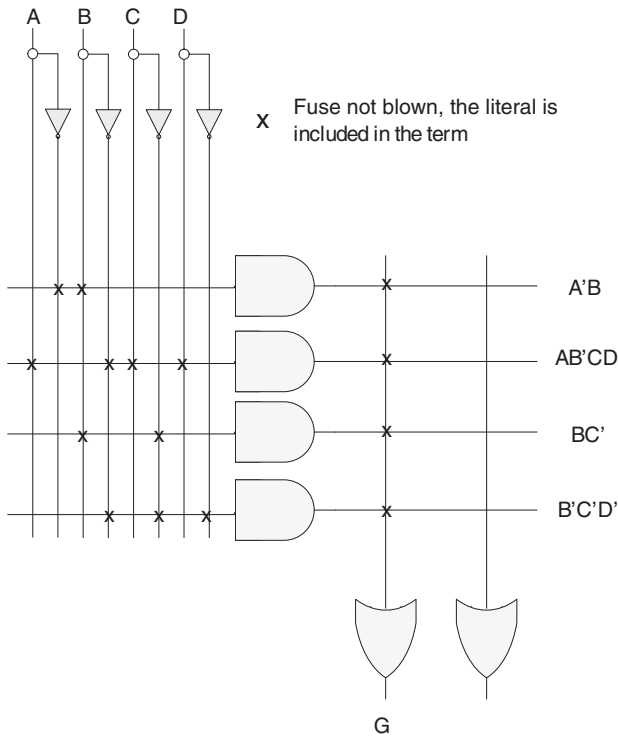 A B C D
x Fuse not blown, the literal is
included in the term
x x x A'B
x x x x x AB'CD
x x x BC'
x x x x B'C'D'
G